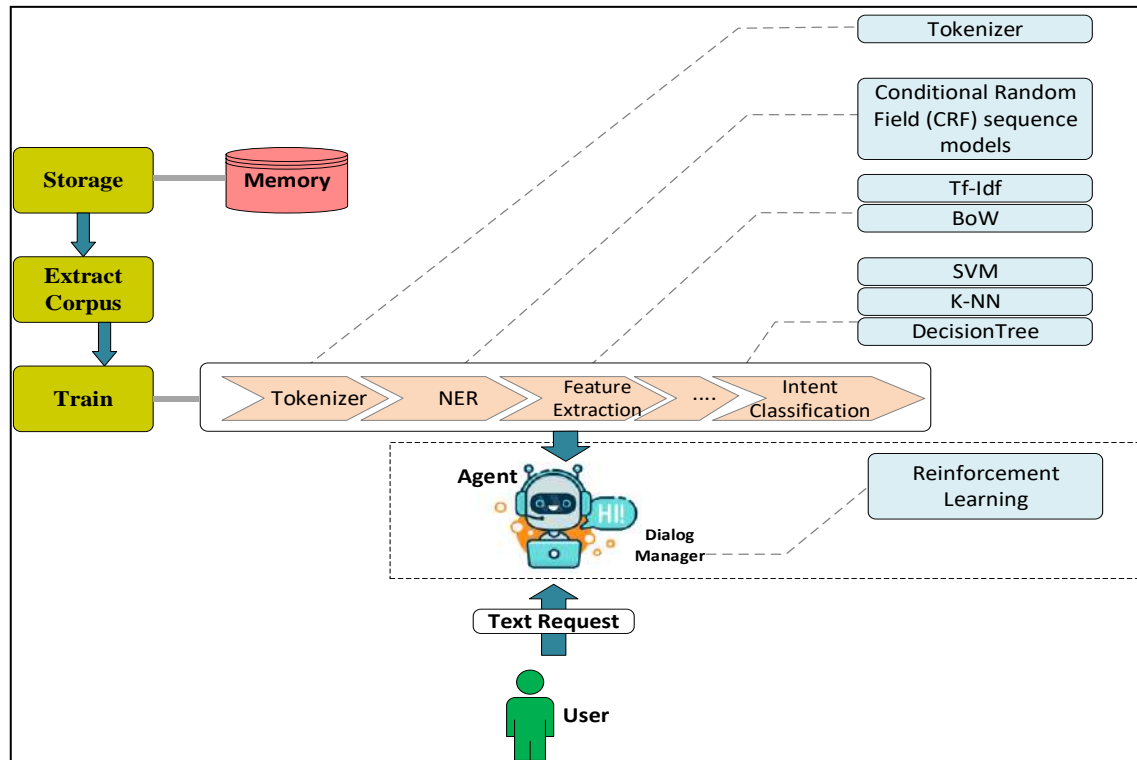 Tokenizer
Conditional Random
Field (CRF) sequence
models
Tf-Idf
BoW
SVM
K-NN
DecisionTree
Storage
Memory
Extract
Corpus
Train
Tokenizer
NER
Feature
Extraction
....
Intent
Classification
Agent
HI!
Dialog
Manager
Reinforcement
Learning
Text Request
User